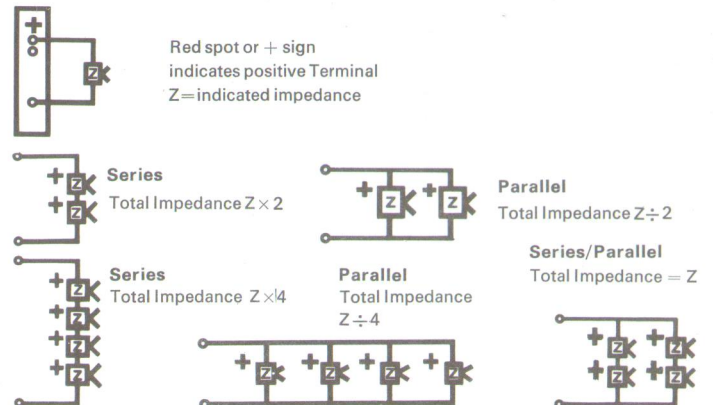 +
Z
Red spot or + sign
indicates positive Terminal
Z=indicated impedance
+ Z
+ Z
Series
Total Impedance Z × 2
+ Z + Z
Parallel
Total Impedance Z÷2
+ Z
+ Z
+ Z
+ Z
Series
Total Impedance Z×4
Parallel
Total Impedance
Z÷4
+ Z + Z + Z + Z
Series/Parallel
Total Impedance = Z
+ Z + Z
+ Z + Z